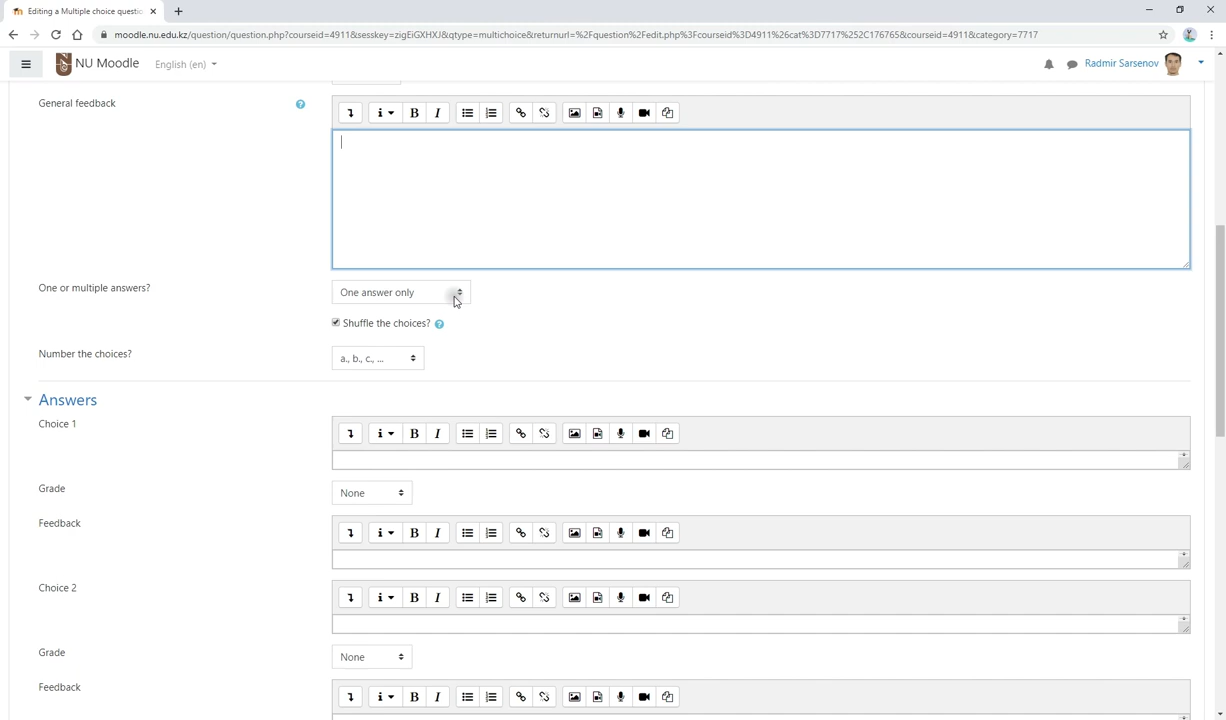 Editing a Multiple choice questio
moodle.nu.edu.kz/question/question.php?courseid=4911&sesskey=zigEiGXHXJ&qtype=multichoice&returnurl=%2Fquestion%2Fedit.php%3Fcourseid%3D4911%26cat%3D7717%252C176765&courseid=4911&category=7717
NU Moodle English (en) Radmir Sarsenov
General feedback
One or multiple answers? One answer only
Shuffle the choices?
Number the choices? a., b., c., ...
Answers
Choice 1
Grade None
Feedback
Choice 2
Grade None
Feedback